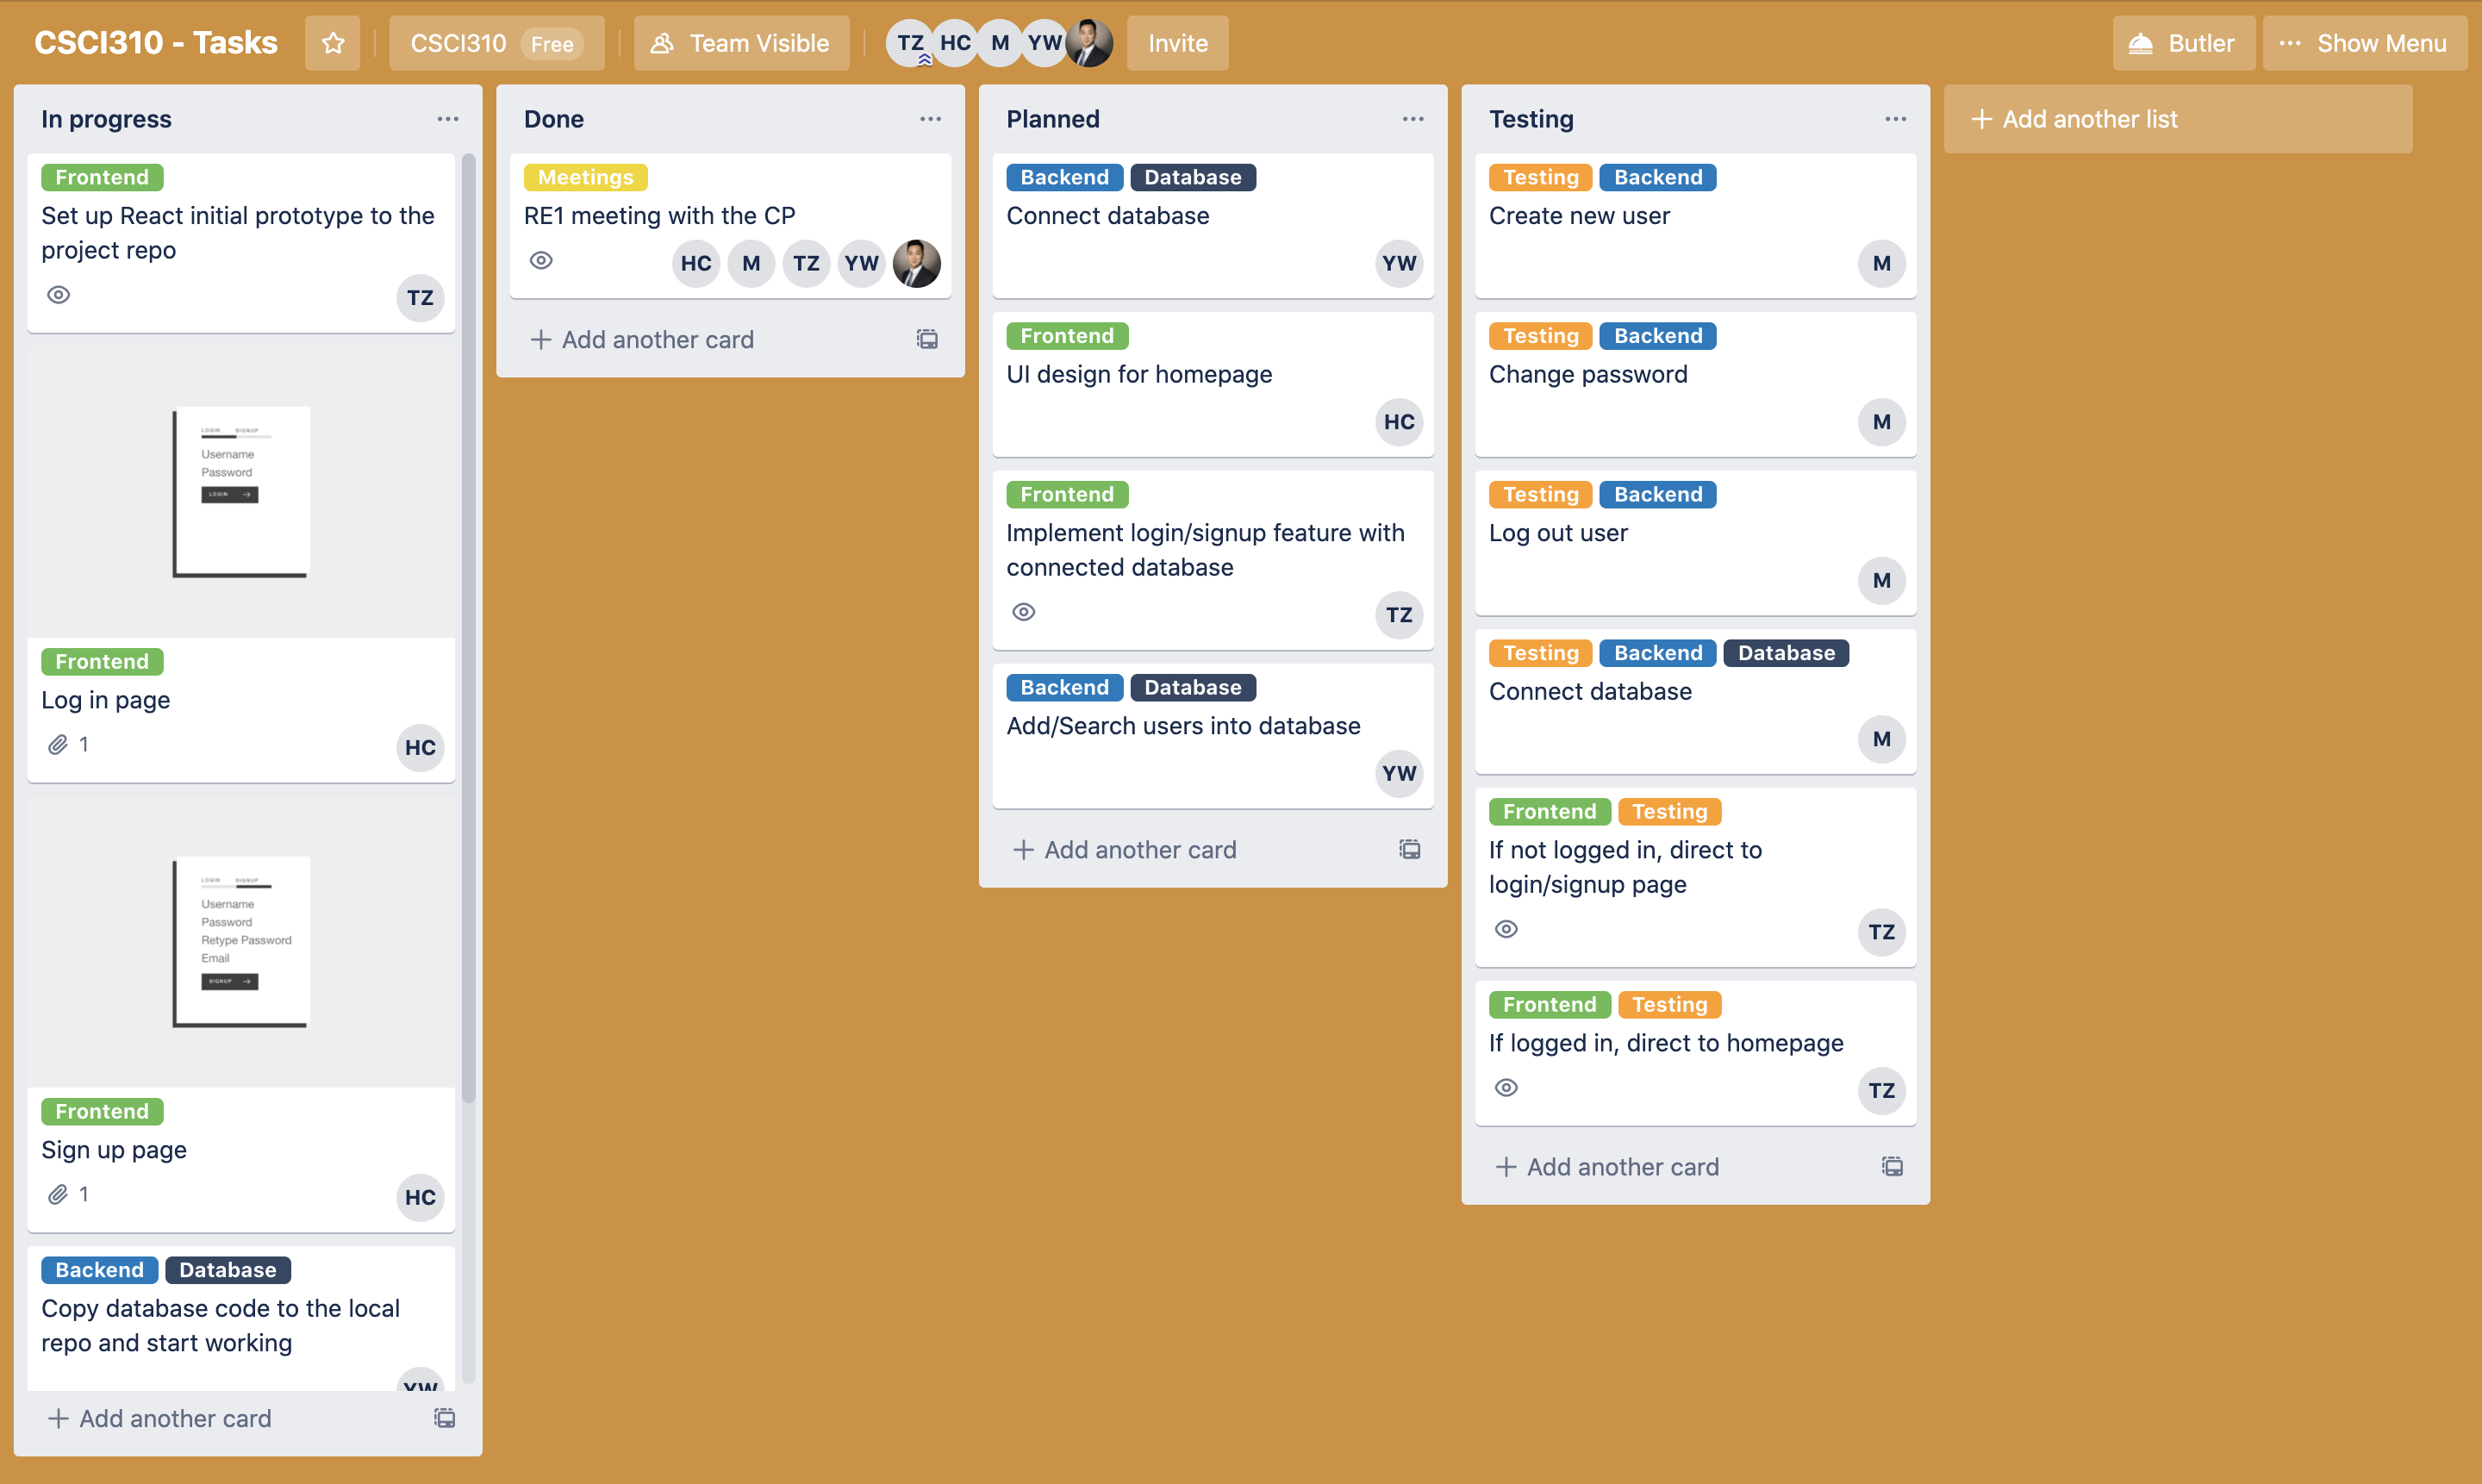 CSCI310 - Tasks
CSCI310 Free
Team Visible
TZ HC M YW
Invite
Butler
Show Menu
In progress
Frontend
Set up React initial prototype to the
project repo
TZ
LOGIN SIGNUP
Username
Password
LOGIN
Frontend
Log in page
1
HC
LOGIN SIGNUP
Username
Password
Retype Password
Email
SIGNUP
Frontend
Sign up page
1
HC
Backend Database
Copy database code to the local
repo and start working
YW
Add another card
Done
Meetings
RE1 meeting with the CP
HC M TZ YW
Add another card
Planned
Backend Database
Connect database
YW
Frontend
UI design for homepage
HC
Frontend
Implement login/signup feature with
connected database
TZ
Backend Database
Add/Search users into database
YW
Add another card
Testing
Testing Backend
Create new user
M
Testing Backend
Change password
M
Testing Backend
Log out user
M
Testing Backend Database
Connect database
M
Frontend Testing
If not logged in, direct to
login/signup page
TZ
Frontend Testing
If logged in, direct to homepage
TZ
Add another card
Add another list